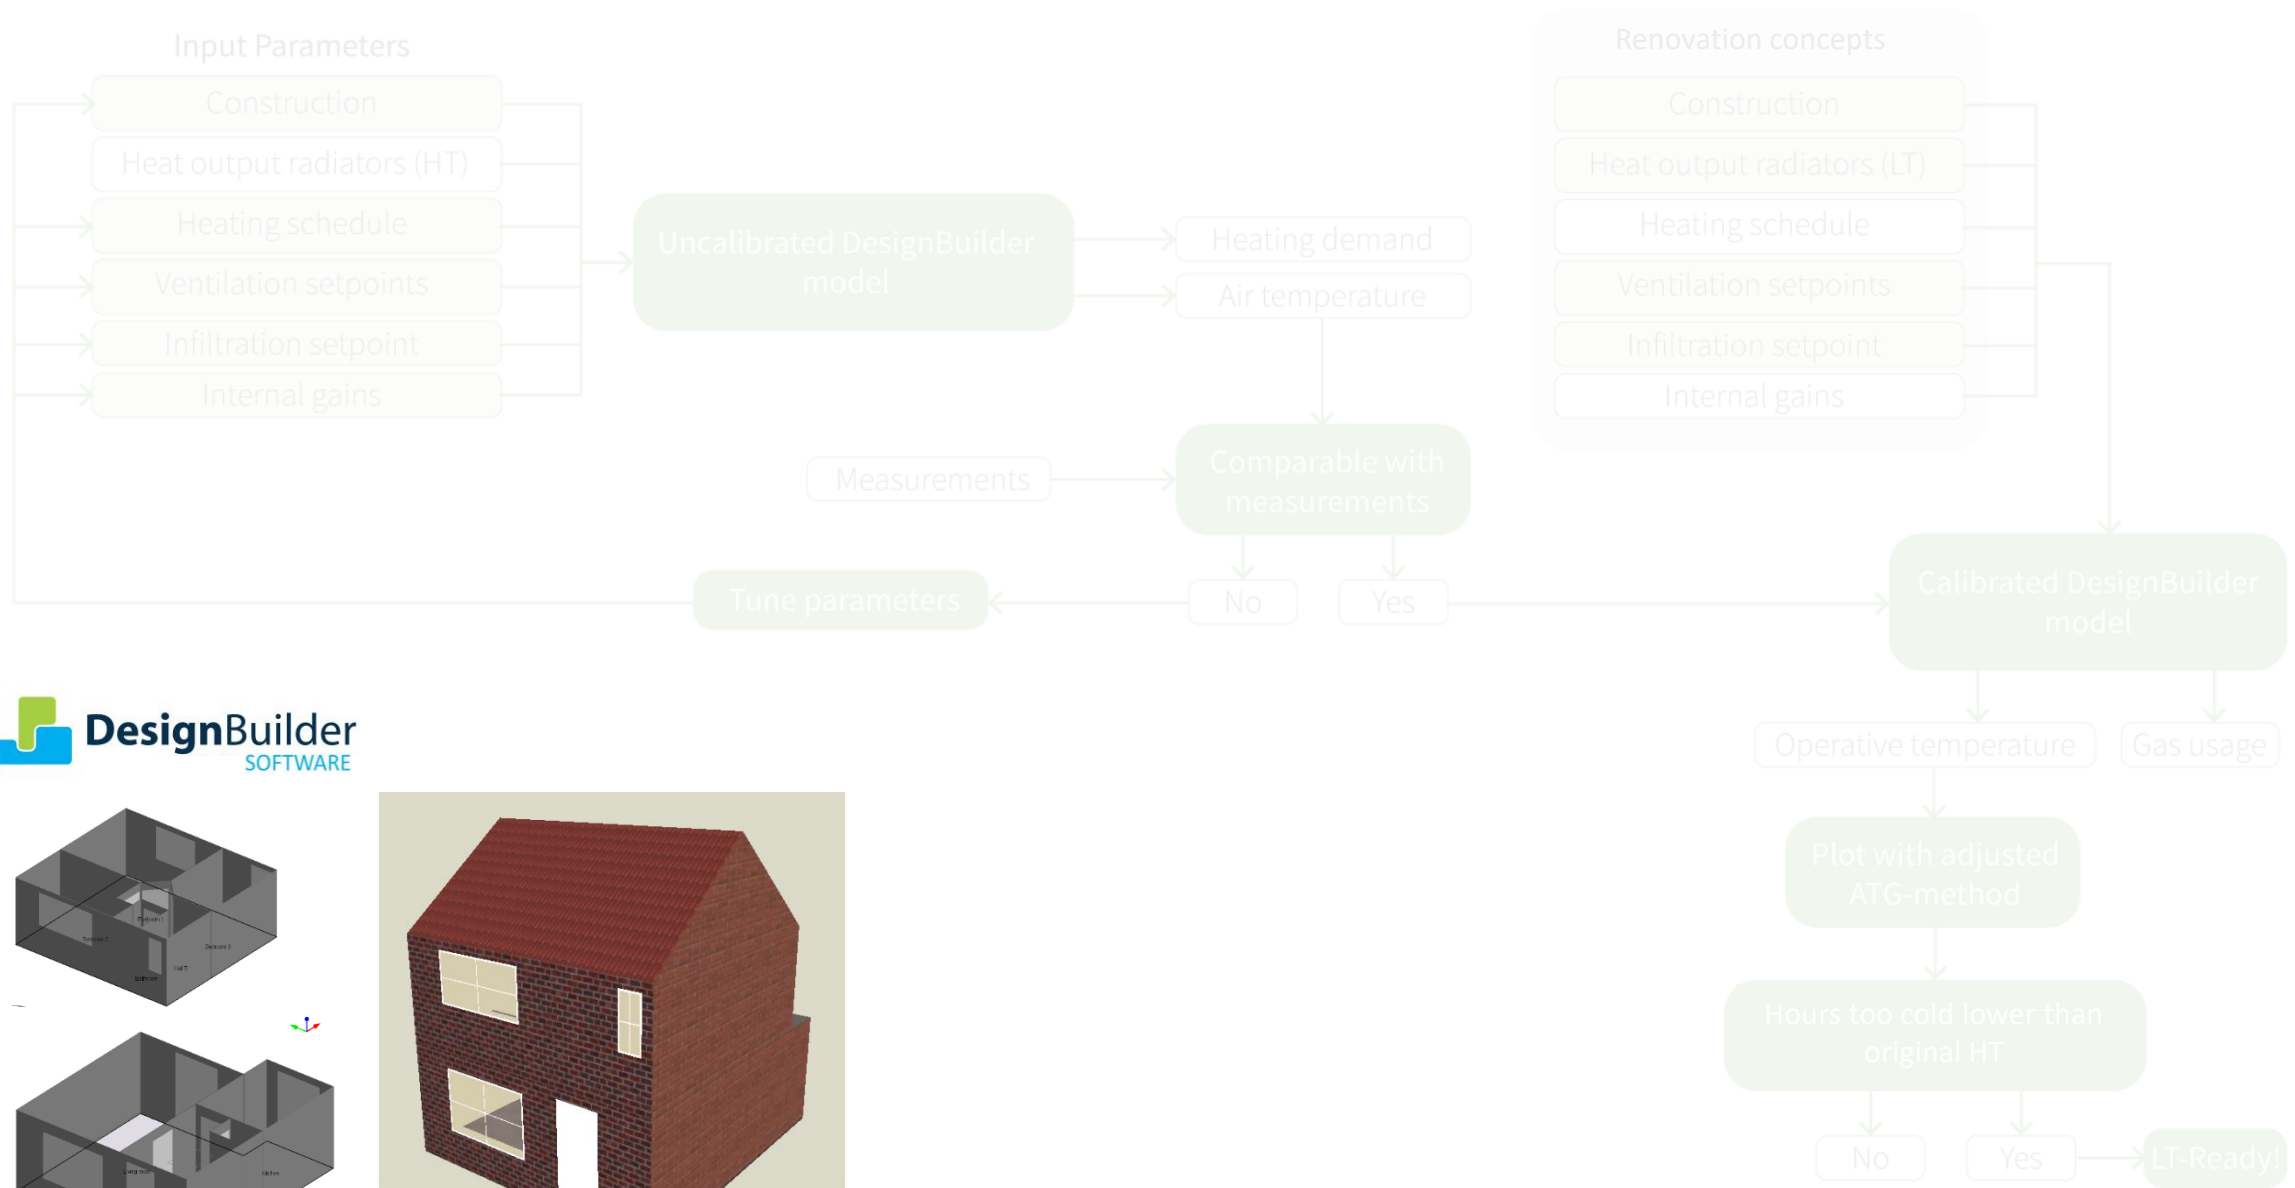 Input Parameters
Construction
Heat output radiators (HT)
Heating schedule
Ventilation setpoints
Infiltration setpoint
Internal gains
Uncalibrated DesignBuilder
model
Heating demand
Air temperature
Renovation concepts
Construction
Heat output radiators (LT)
Heating schedule
Ventilation setpoints
Infiltration setpoint
Internal gains
Measurements
Comparable with
measurements
Tune parameters
No
Yes
Calibrated DesignBuilder
model
DesignBuilder
SOFTWARE
Operative temperature
Gas usage
Plot with adjusted
ATG-method
Hours too cold lower than
original HT
No
Yes
LT-Ready!